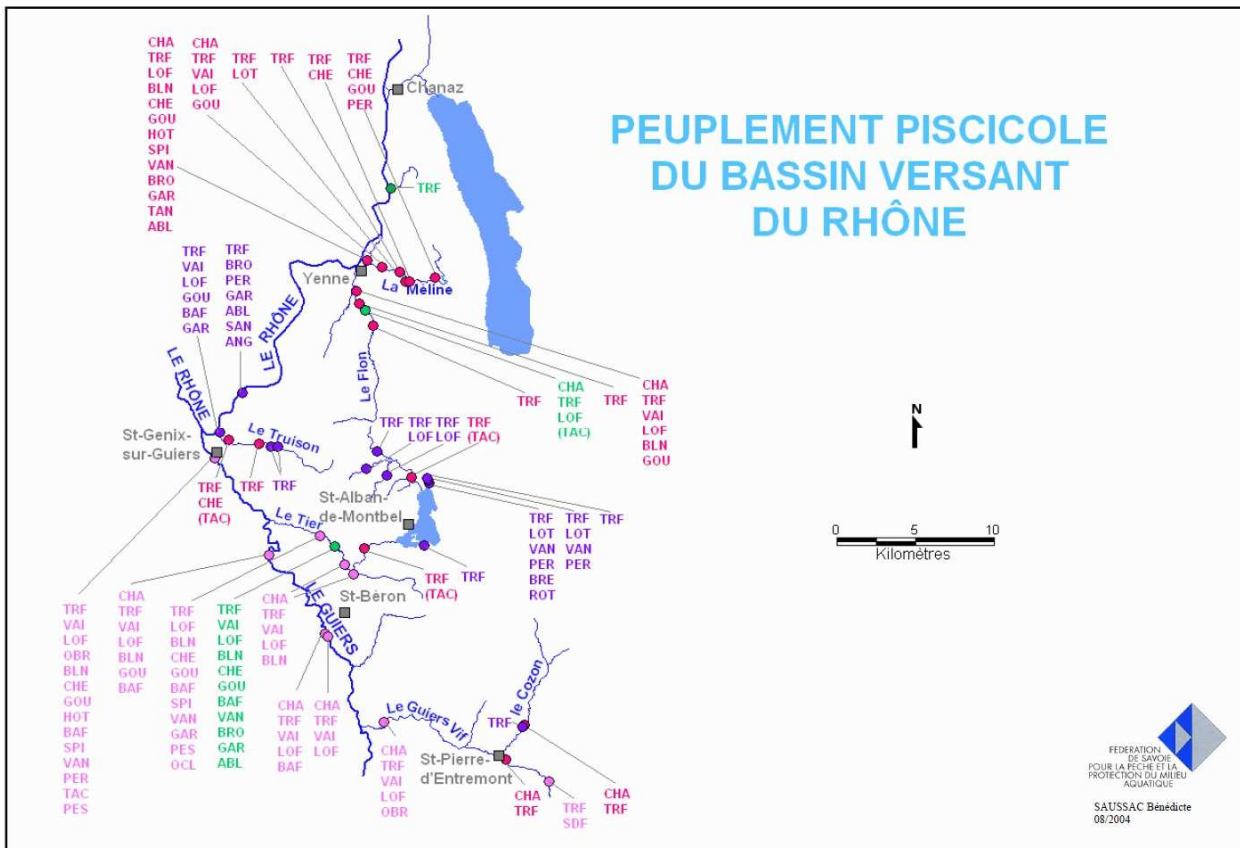 PEUPLEMENT PISCICOLE
DU BASSIN VERSANT
DU RHÔNE
CHA
TRF
LOF
BLN
CHE
GOU
HOT
SPI
VAN
BRO
GAR
TAN
ABL
CHA
TRF
VAI
LOF
GOU
TRF
LOT
TRF
TRF
CHE
TRF
CHE
GOU
PER
Chanaz
TRF
Yenne
La Méline
TRF
VAI
LOF
GOU
BAF
GAR
TRF
BRO
PER
GAR
ABL
SAN
ANG
LE RHÔNE
LE RHÔNE
Le Flon
TRF
CHA
TRF
LOF
(TAC)
TRF
CHA
TRF
VAI
LOF
BLN
GOU
St-Genix-
sur-Guiers
Le Truison
TRF
CHE
(TAC)
TRF
TRF
TRF
TRF
LOF
TRF
LOF
TRF
(TAC)
St-Alban-
de-Montbel
TRF
LOT
VAN
PER
BRE
ROT
TRF
LOT
VAN
PER
TRF
Le Tier
TRF
(TAC)
TRF
St-Béron
LE GUIERS
TRF
VAI
LOF
OBR
BLN
CHE
GOU
HOT
BAF
SPI
VAN
PER
TAC
PES
CHA
TRF
VAI
LOF
BLN
GOU
BAF
TRF
LOF
BLN
CHE
GOU
BAF
SPI
VAN
GAR
PES
OCL
TRF
VAI
LOF
BLN
CHE
GOU
BAF
VAN
BRO
GAR
ABL
CHA
TRF
VAI
LOF
BLN
CHA
TRF
VAI
LOF
BAF
CHA
TRF
VAI
LOF
Le Guiers Vif
le Cozon
TRF
CHA
TRF
VAI
LOF
OBR
St-Pierre-
d'Entremont
CHA
TRF
TRF
SDF
CHA
TRF
N
0 5 10
Kilomètres
FEDERATION
DE SAVOIE
POUR LA PECHE ET LA
PROTECTION DU MILIEU
AQUATIQUE
SAUSSAC Bénédicte
08/2004